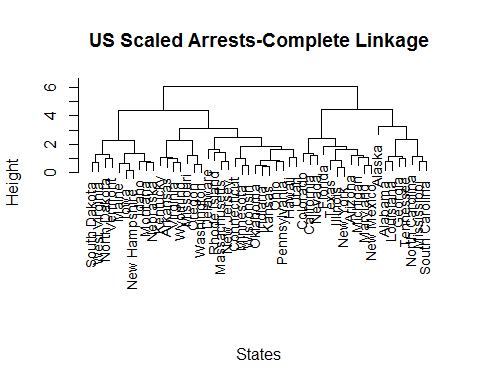 US Scaled Arrests-Complete Linkage
Height
6
4
2
0
South Dakota
West Virginia
North Dakota
Vermont
Maine
Iowa
New Hampshire
Idaho
Montana
Nebraska
Kentucky
Arkansas
Virginia
Wyoming
Missouri
Oregon
Washington
Delaware
Rhode Island
Massachusetts
New Jersey
Connecticut
Minnesota
Wisconsin
Oklahoma
Indiana
Kansas
Ohio
Pennsylvania
Hawaii
Utah
Colorado
California
Nevada
Florida
Texas
Illinois
New York
Arizona
Michigan
Maryland
New Mexico
Alaska
Alabama
Louisiana
Georgia
Tennessee
North Carolina
Mississippi
South Carolina
States